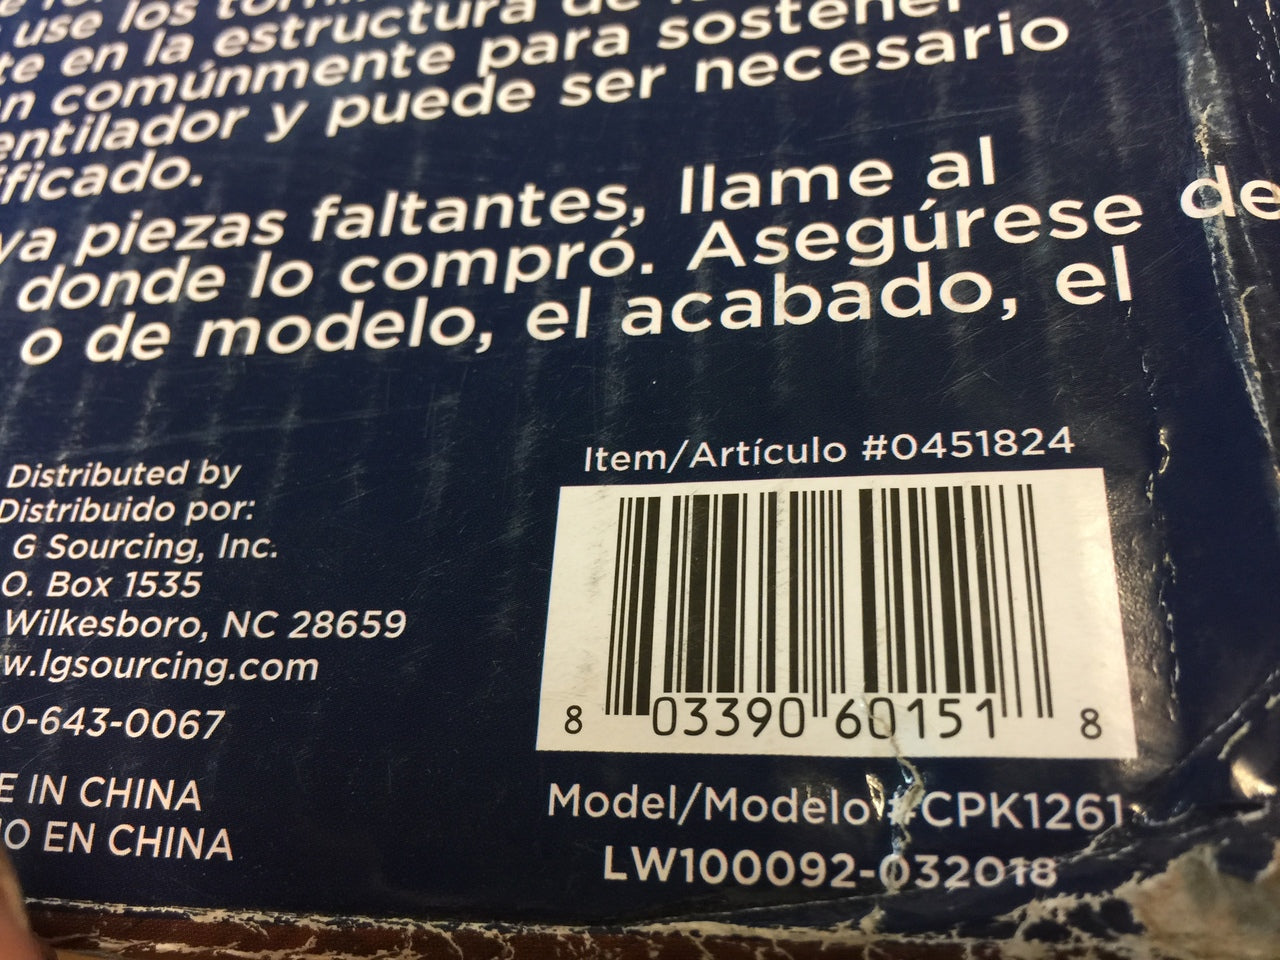 use los
te en la estructura de
n comúnmente para sostener
entilador y puede ser necesario
ificado.
ya piezas faltantes, llame al
donde lo compró. Asegúrese de
o de modelo, el acabado, el
Item/Artículo #0451824
Distributed by
Distribuido por:
G Sourcing, Inc.
O. Box 1535
Wilkesboro, NC 28659
w.lgsourcing.com
0-643-0067
E IN CHINA
O EN CHINA
8 03390 60151 8
Model/Modelo #CPK1261
LW100092-032018